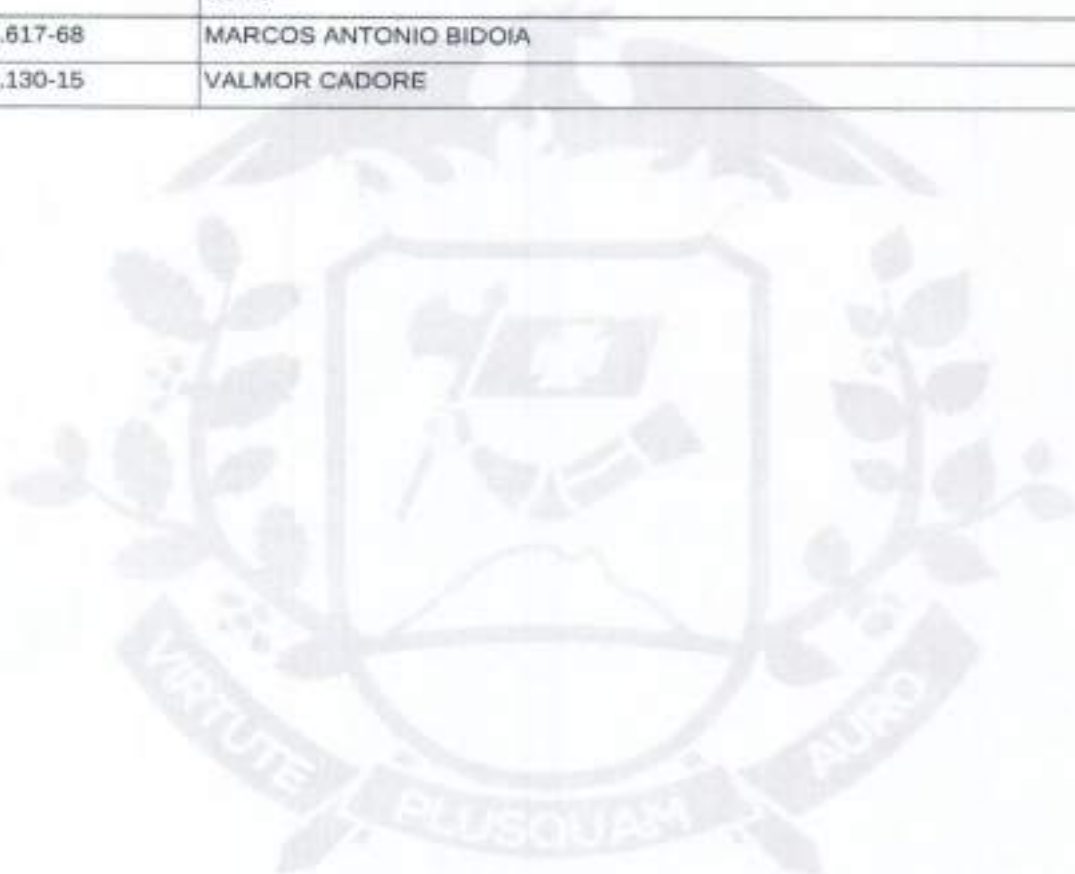 .617-68 MARCOS ANTONIO BIDOIA
.130-15 VALMOR CADORE
VIRTUTE PLUSQUAM AURO